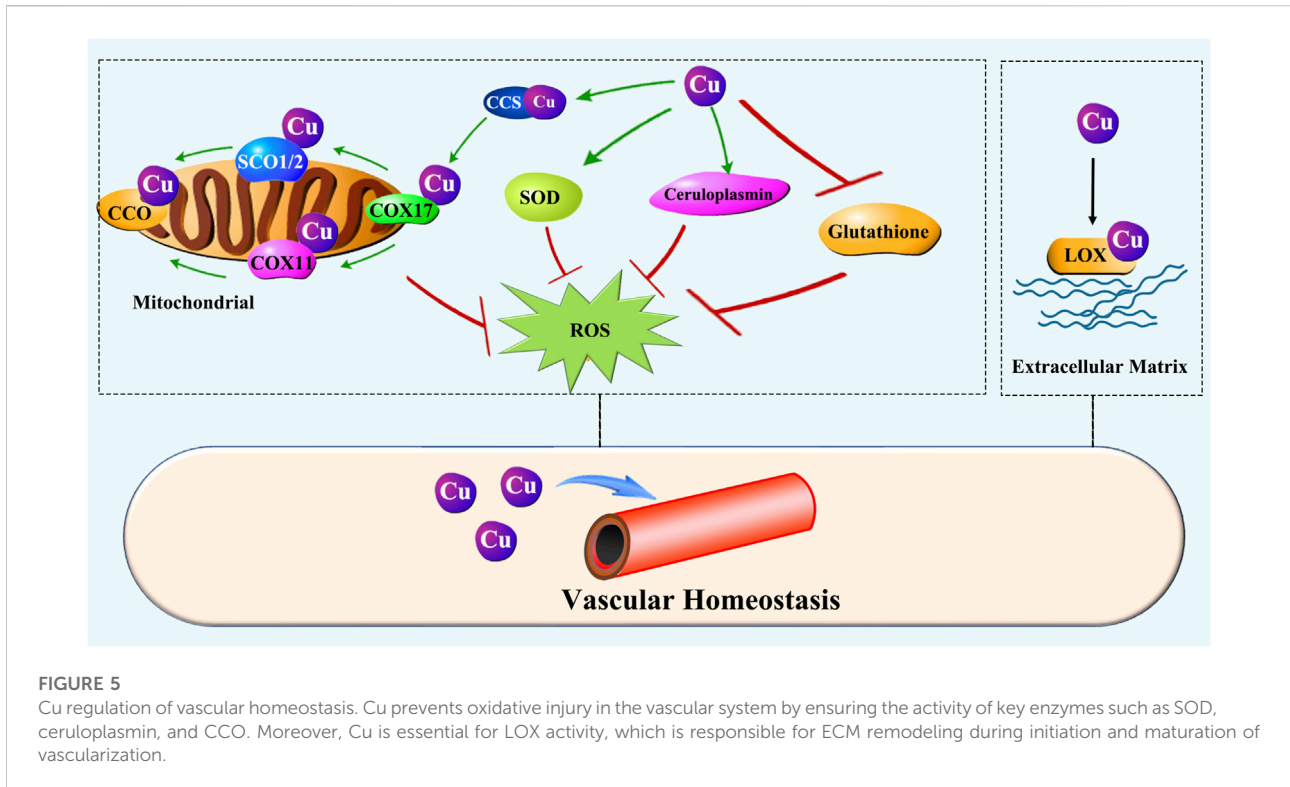 Cu
CCS Cu
Cu
SCO1/2
Cu
CCO
Cu
COX17
Cu
COX11
Mitochondrial
SOD
Ceruloplasmin
Glutathione
ROS
Cu
LOX Cu
Extracellular Matrix
Cu Cu
Cu
Vascular Homeostasis
FIGURE 5
Cu regulation of vascular homeostasis. Cu prevents oxidative injury in the vascular system by ensuring the activity of key enzymes such as SOD,
ceruloplasmin, and CCO. Moreover, Cu is essential for LOX activity, which is responsible for ECM remodeling during initiation and maturation of
vascularization.